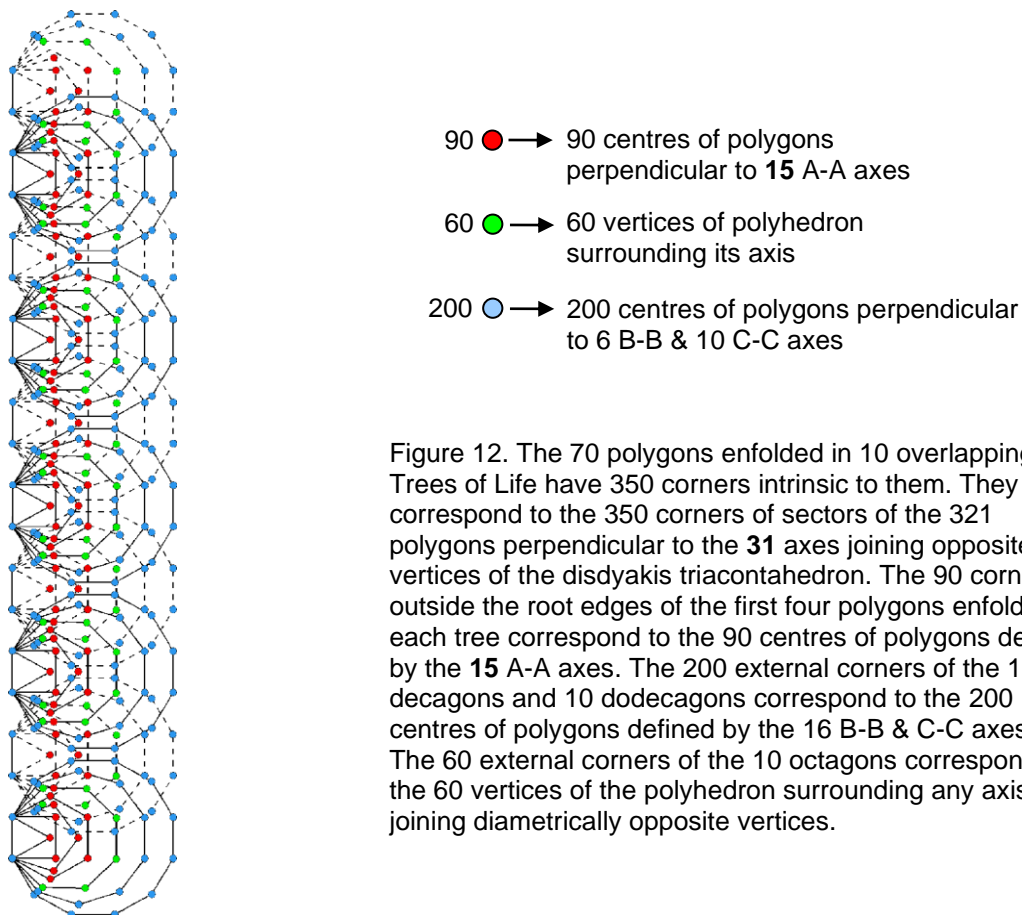 90 → 90 centres of polygons
perpendicular to 15 A-A axes
60 → 60 vertices of polyhedron
surrounding its axis
200 → 200 centres of polygons perpendicular
to 6 B-B & 10 C-C axes
Figure 12. The 70 polygons enfolded in 10 overlapping
Trees of Life have 350 corners intrinsic to them. They
correspond to the 350 corners of sectors of the 321
polygons perpendicular to the 31 axes joining opposite
vertices of the disdyakis triacontahedron. The 90
outside the root edges of the first four polygons
each tree correspond to the 90 centres of polygons
by the 15 A-A axes. The 200 external corners of the
decagons and 10 dodecagons correspond to the 200
centres of polygons defined by the 16 B-B & C-C axes
The 60 external corners of the 10 octagons
the 60 vertices of the polyhedron surrounding any axis
joining diametrically opposite vertices.